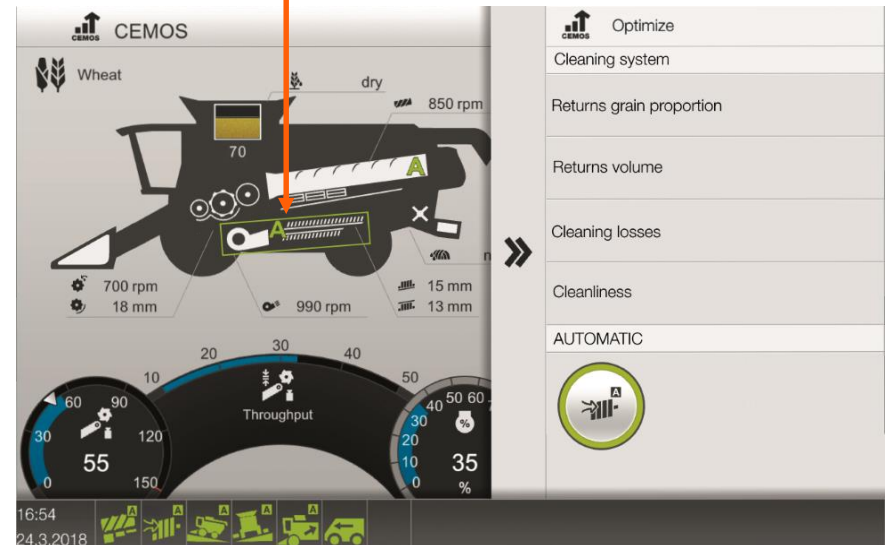 CEMOS CEMOS
Wheat
dry
850 rpm
70
A
A
700 rpm
18 mm
990 rpm
15 mm
13 mm
10
20
30
40
50
Throughput
0
30
60
90
120
150
55
0
10
20
30
40
50
60
%
35
%
16:54
24.3.2018
A
A
A
A
A
CEMOS Optimize
Cleaning system
Returns grain proportion
Returns volume
Cleaning losses
Cleanliness
AUTOMATIC
A